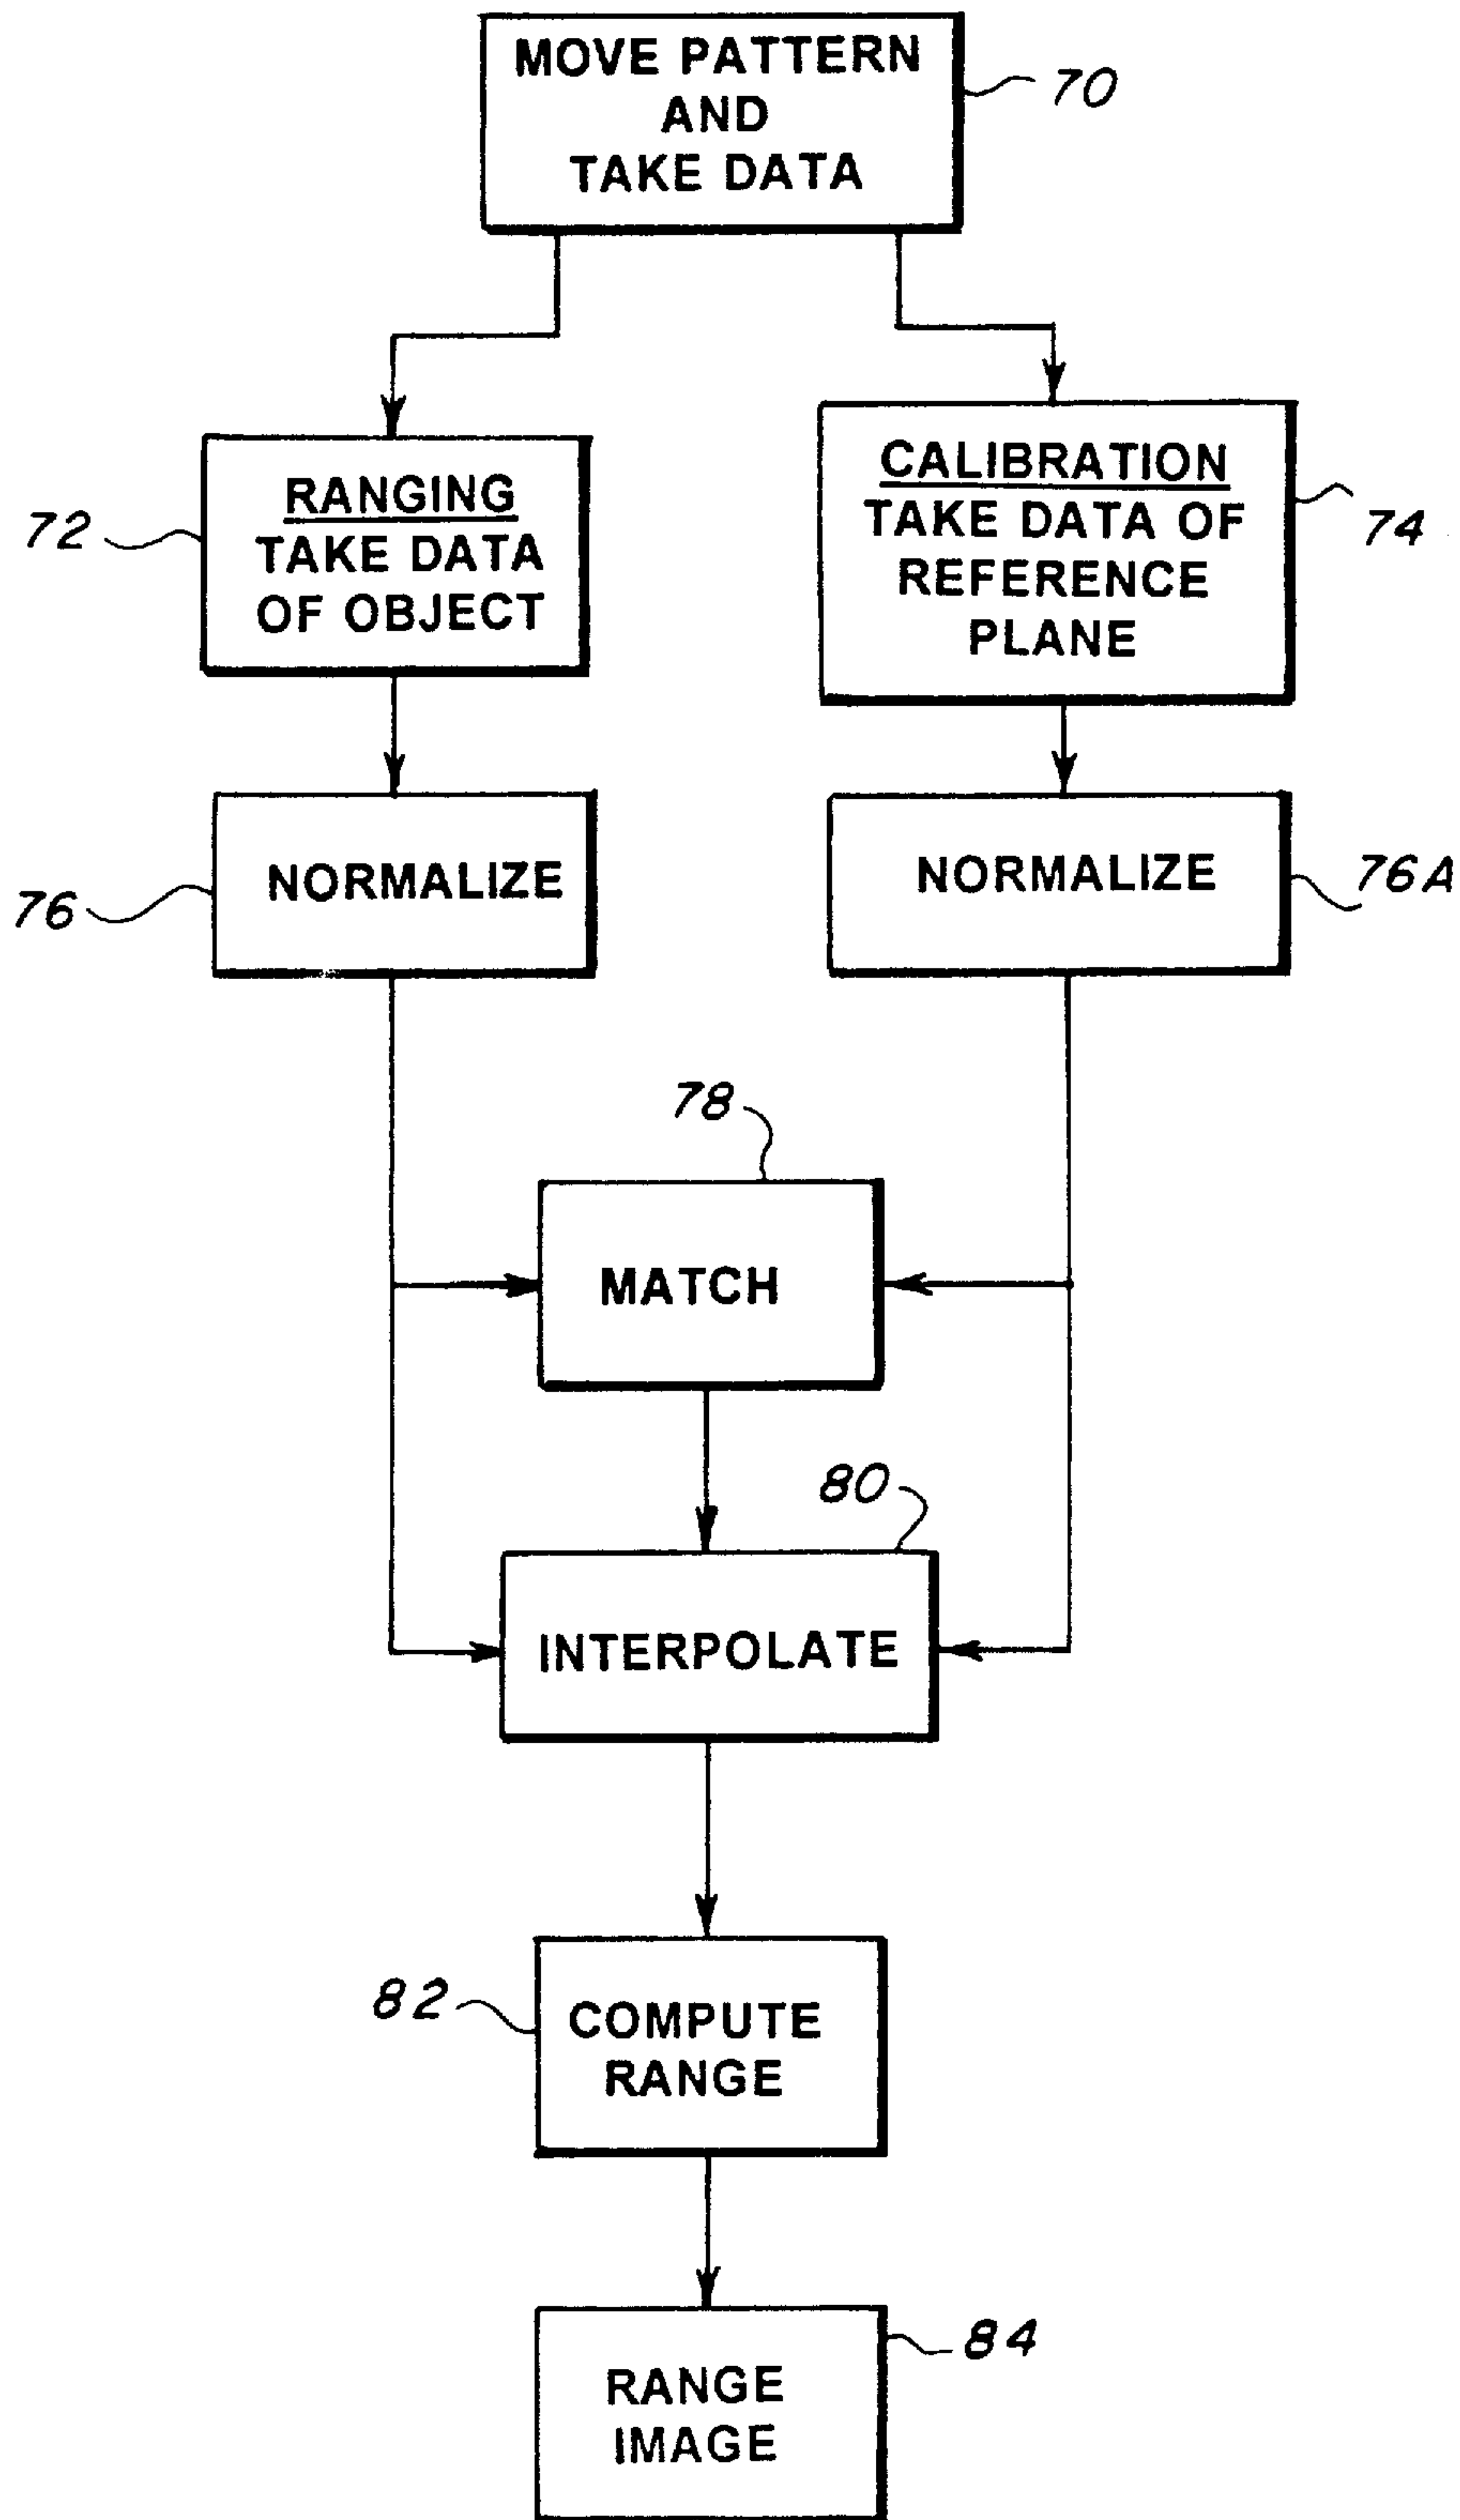 MOVE PATTERN
AND
TAKE DATA
70
RANGING
TAKE DATA
OF OBJECT
72
CALIBRATION
TAKE DATA OF
REFERENCE
PLANE
74
NORMALIZE
76
NORMALIZE
76A
78
MATCH
80
INTERPOLATE
82
COMPUTE
RANGE
84
RANGE
IMAGE